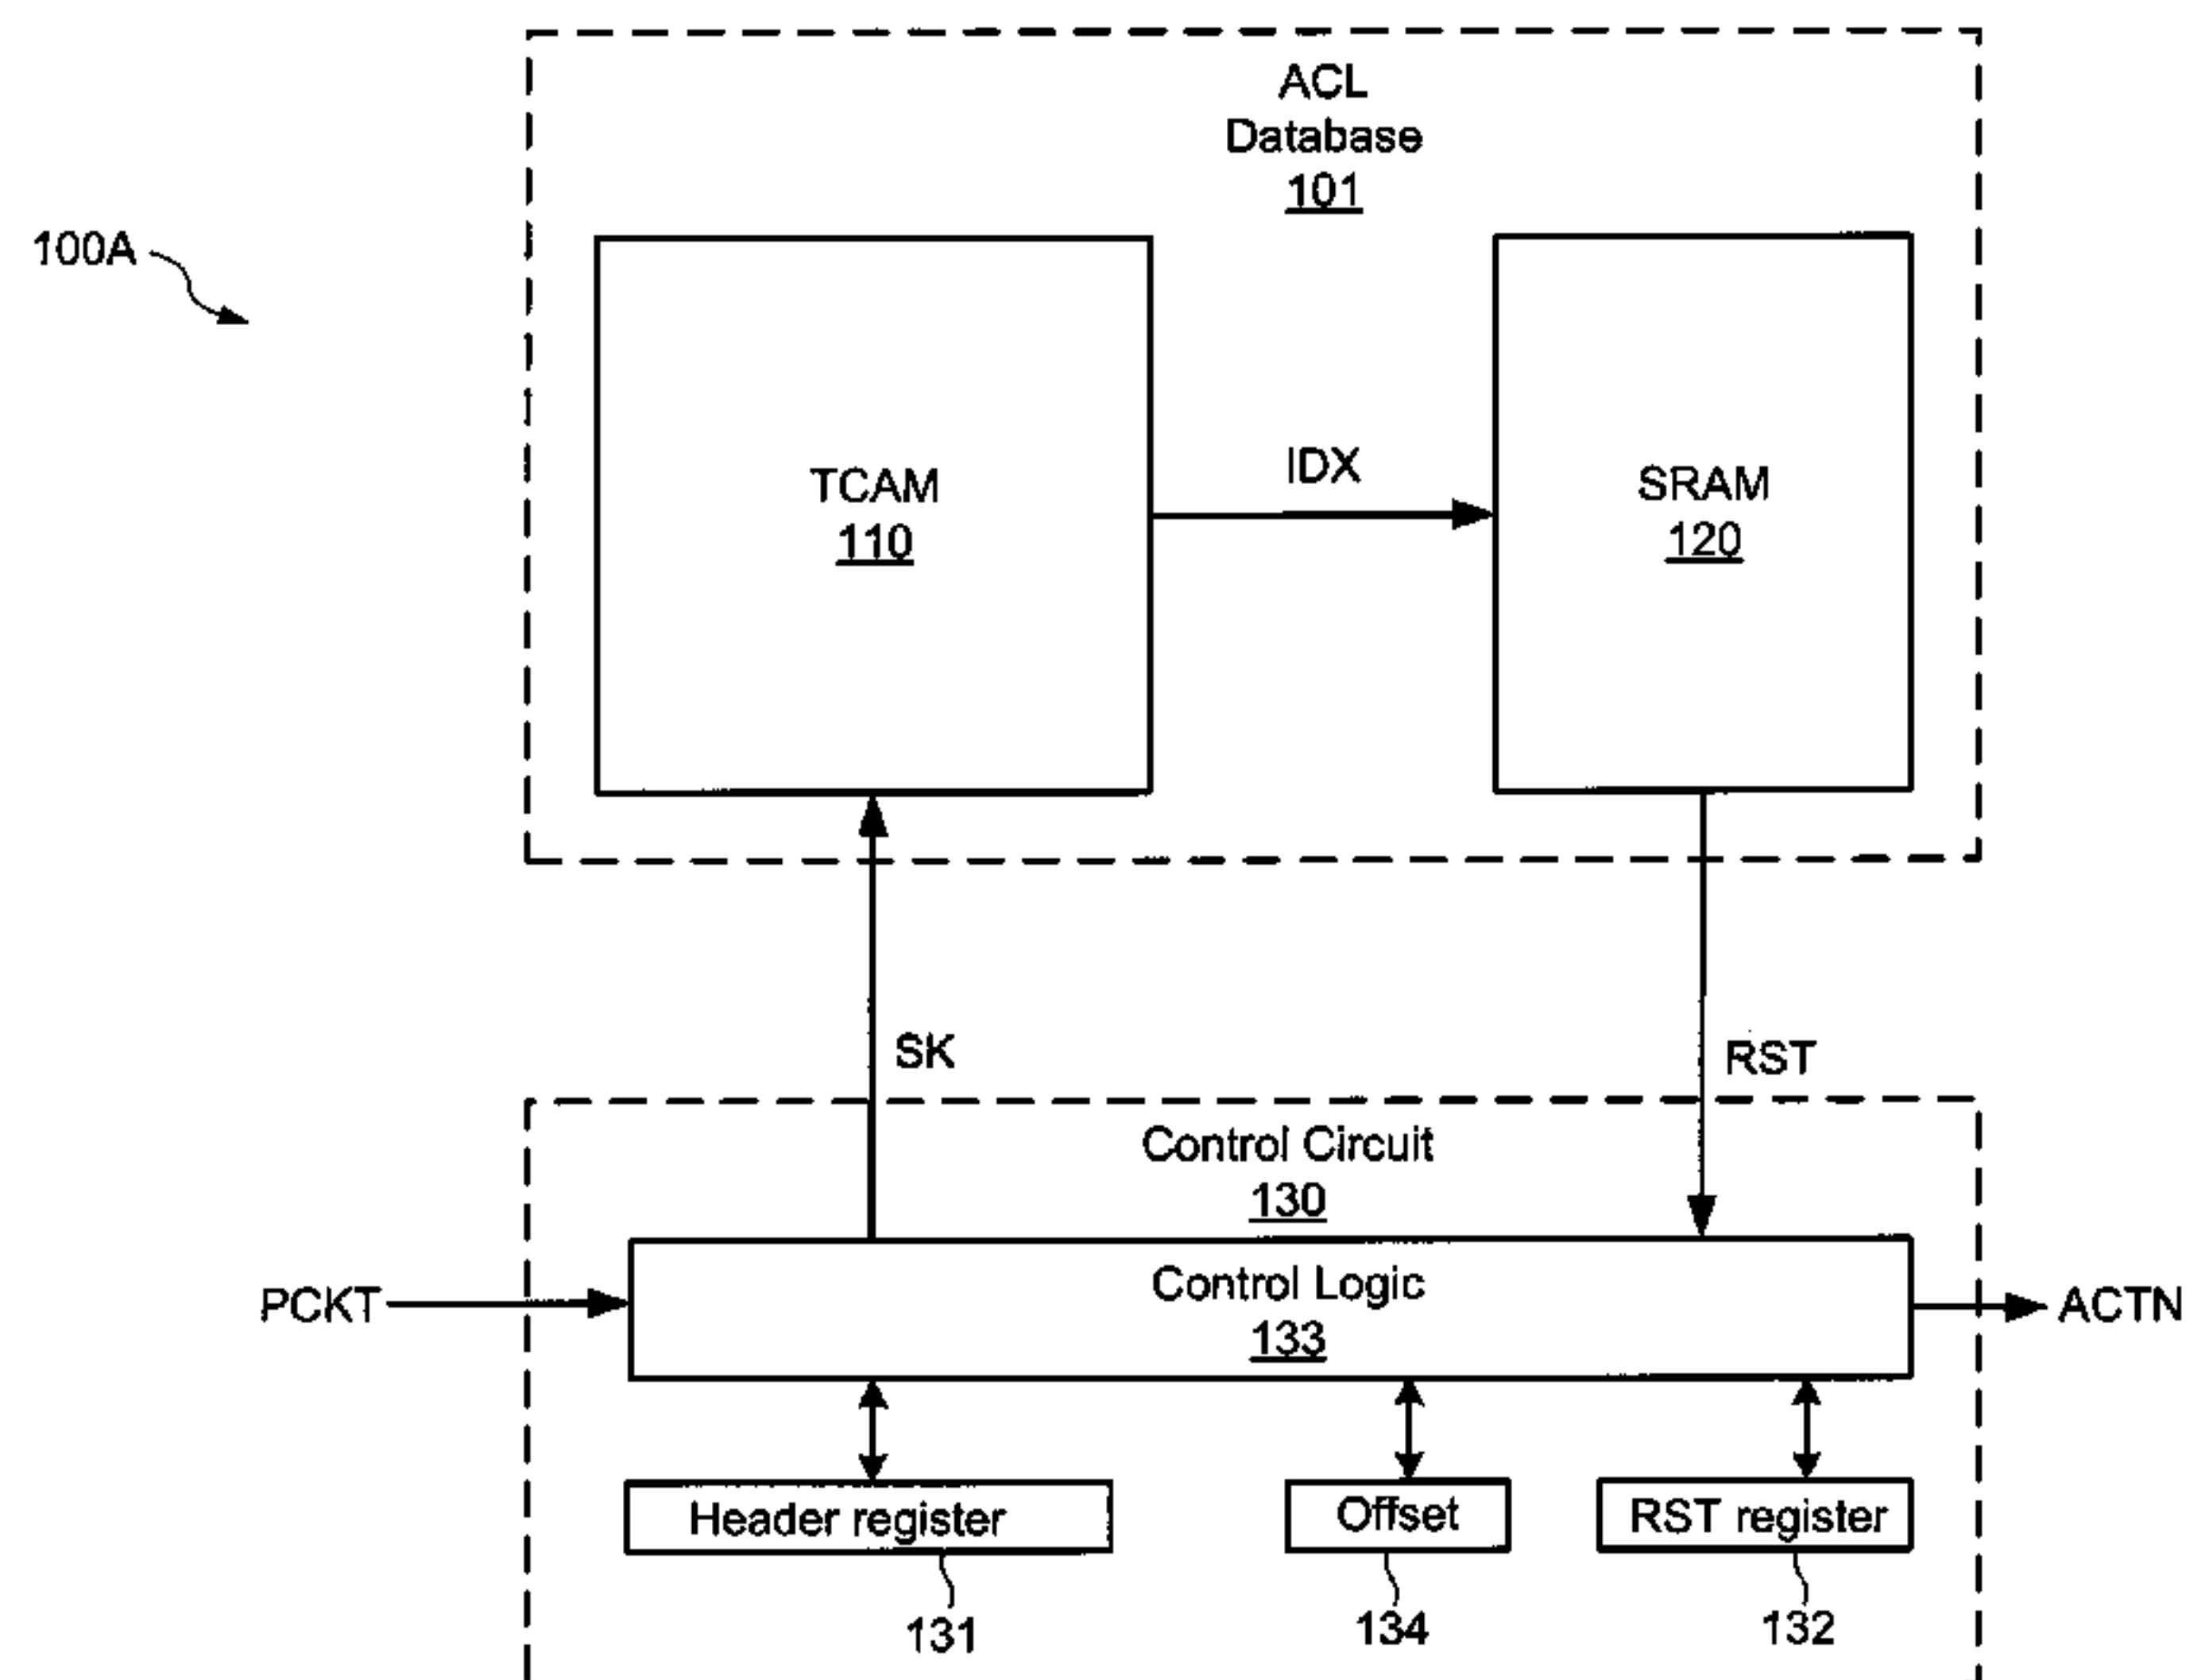 ACL
Database
101
100A
TCAM
110
IDX
SRAM
120
SK
RST
Control Circuit
130
PCKT
Control Logic
133
ACTN
Header register
Offset
RST register
131
134
132